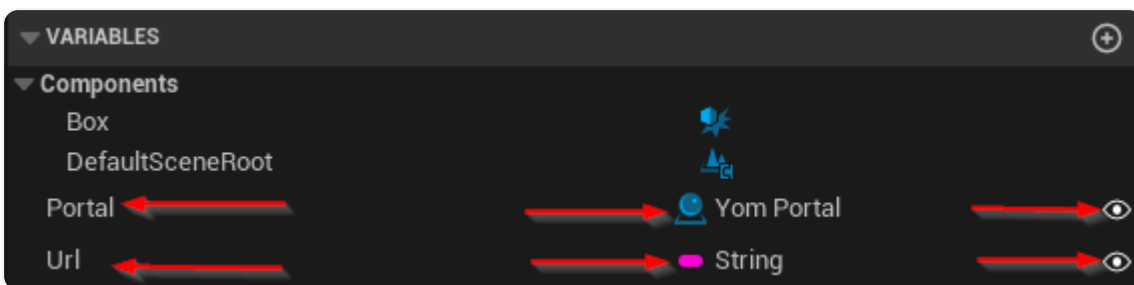 VARIABLES
Components
Box
DefaultSceneRoot
Portal Yom Portal
Url String